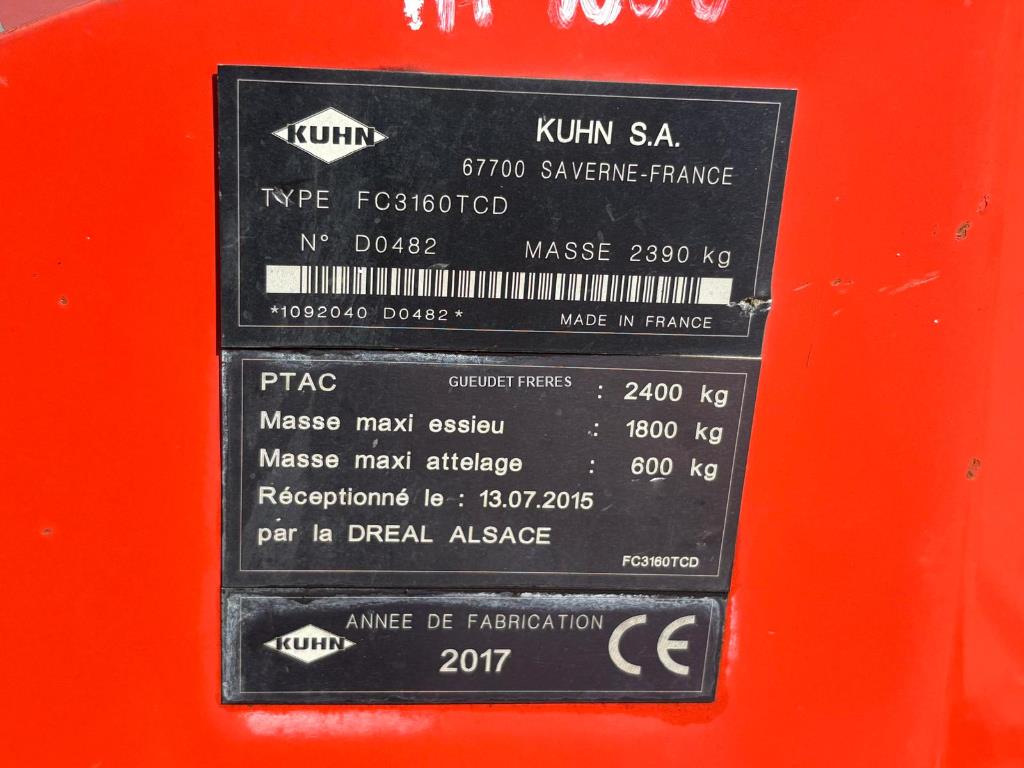 KUHN
KUHN S.A.
67700 SAVERNE-FRANCE
TYPE FC3160TCD
N° D0482 MASSE 2390 kg
*1092040 D0482*
MADE IN FRANCE
PTAC : 2400 kg
GUEUDET FRERES
Masse maxi essieu : 1800 kg
Masse maxi attelage : 600 kg
Réceptionné le : 13.07.2015
par la DREAL ALSACE
FC3160TCD
KUHN
ANNEE DE FABRICATION
2017
CE